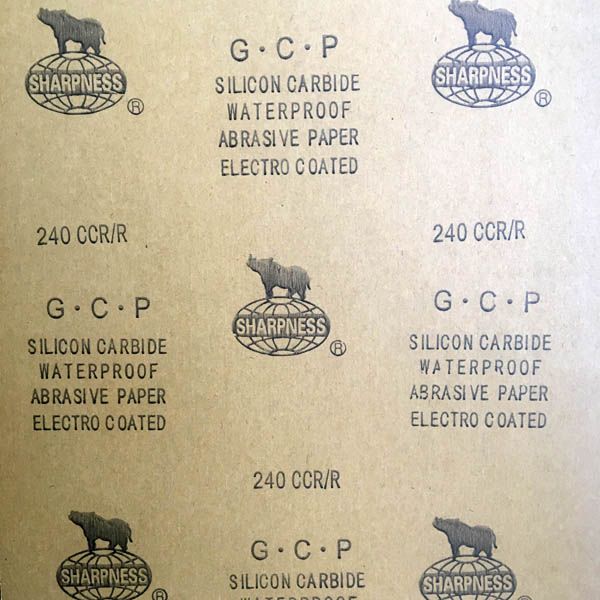 SHARPNESS ®
G·C·P
SILICON CARBIDE
WATERPROOF
ABRASIVE PAPER
ELECTRO COATED
SHARPNESS ®
240 CCR/R
240 CCR/R
G·C·P
SILICON CARBIDE
WATERPROOF
ABRASIVE PAPER
ELECTRO COATED
SHARPNESS ®
G·C·P
SILICON CARBIDE
WATERPROOF
ABRASIVE PAPER
ELECTRO COATED
240 CCR/R
SHARPNESS ®
G·C·P
SILICON CARBIDE
WATERPROOF
SHARPNESS ®